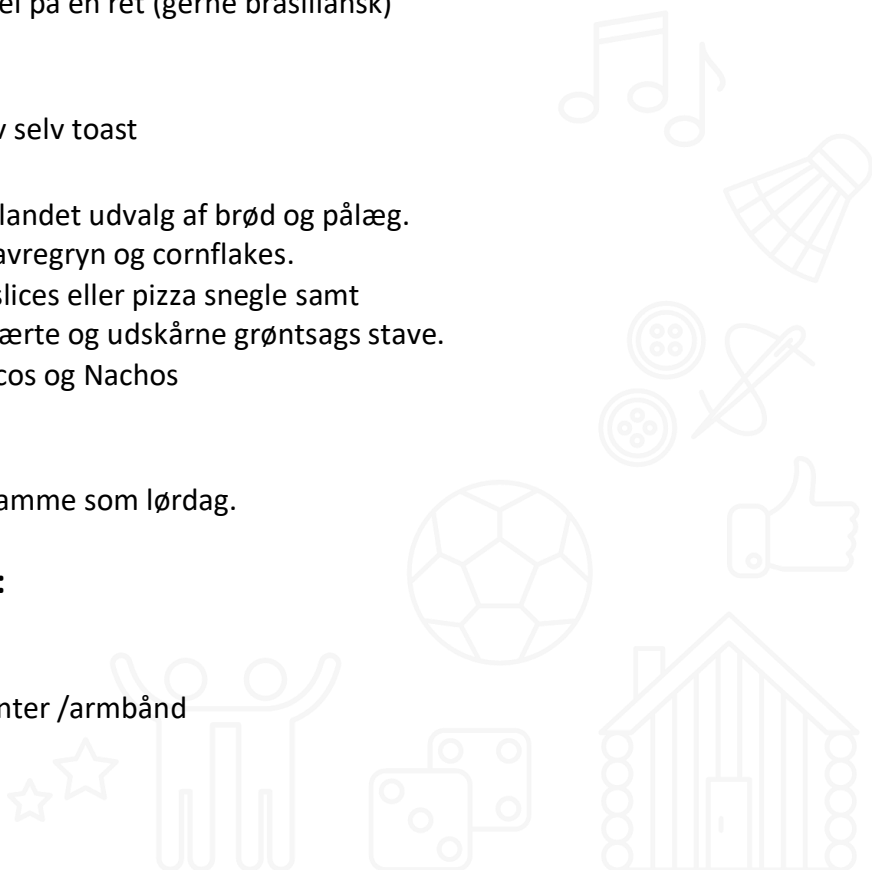 på en ret (gerne brasiliansk)
selv toast
landet udvalg af brød og pålæg.
avregryn og cornflakes.
slices eller pizza snegle samt
ærte og udskårne grøntsags stave.
cos og Nachos
amme som lørdag.
:
nter /armbånd